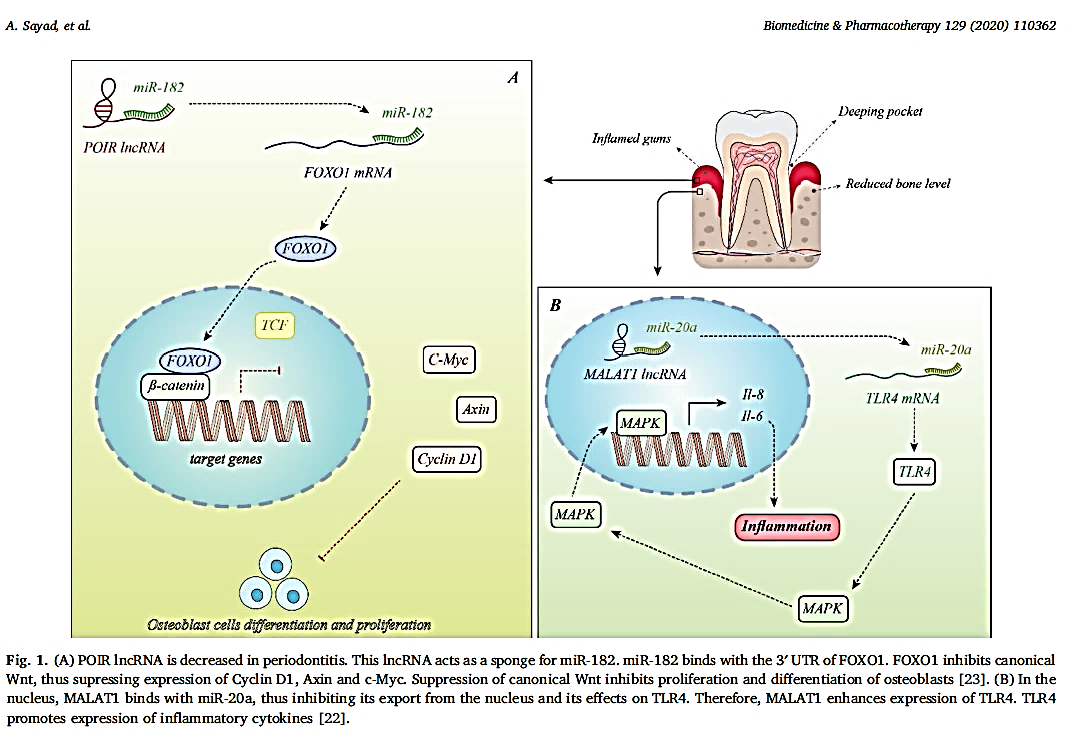 A. Sayad, et al.
Biomedicine & Pharmacotherapy 129 (2020) 110362
A
miR-182
miR-182
POIR lncRNA
FOXO1 mRNA
FOXO1
TCF
FOXO1
β-catenin
target genes
C-Myc
Axin
Cyclin D1
Osteoblast cells differentiation and proliferation
Deeping pocket
Inflamed gums
Reduced bone level
B
miR-20a
miR-20a
MALAT1 lncRNA
TLR4 mRNA
Il-8
Il-6
MAPK
TLR4
MAPK
Inflammation
MAPK
Fig. 1. (A) POIR lncRNA is decreased in periodontitis. This lncRNA acts as a sponge for miR-182. miR-182 binds with the 3′ UTR of FOXO1. FOXO1 inhibits canonical
Wnt, thus supressing expression of Cyclin D1, Axin and c-Myc. Suppression of canonical Wnt inhibits proliferation and differentiation of osteoblasts [23]. (B) In the
nucleus, MALAT1 binds with miR-20a, thus inhibiting its export from the nucleus and its effects on TLR4. Therefore, MALAT1 enhances expression of TLR4. TLR4
promotes expression of inflammatory cytokines [22].